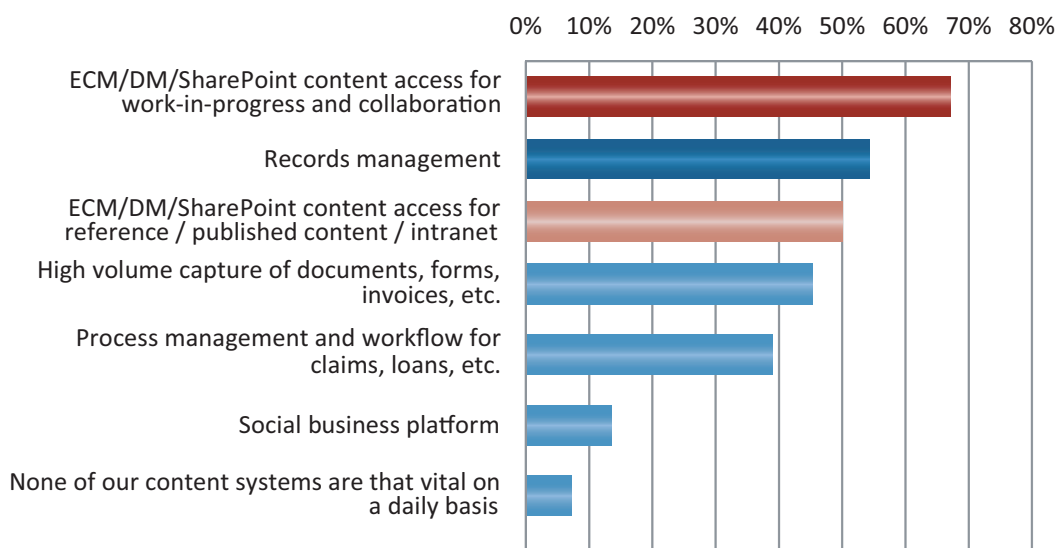 0% 10% 20% 30% 40% 50% 60% 70% 80%
ECM/DM/SharePoint content access for
work-in-progress and collaboration
Records management
ECM/DM/SharePoint content access for
reference / published content / intranet
High volume capture of documents, forms,
invoices, etc.
Process management and workflow for
claims, loans, etc.
Social business platform
None of our content systems are that vital on
a daily basis